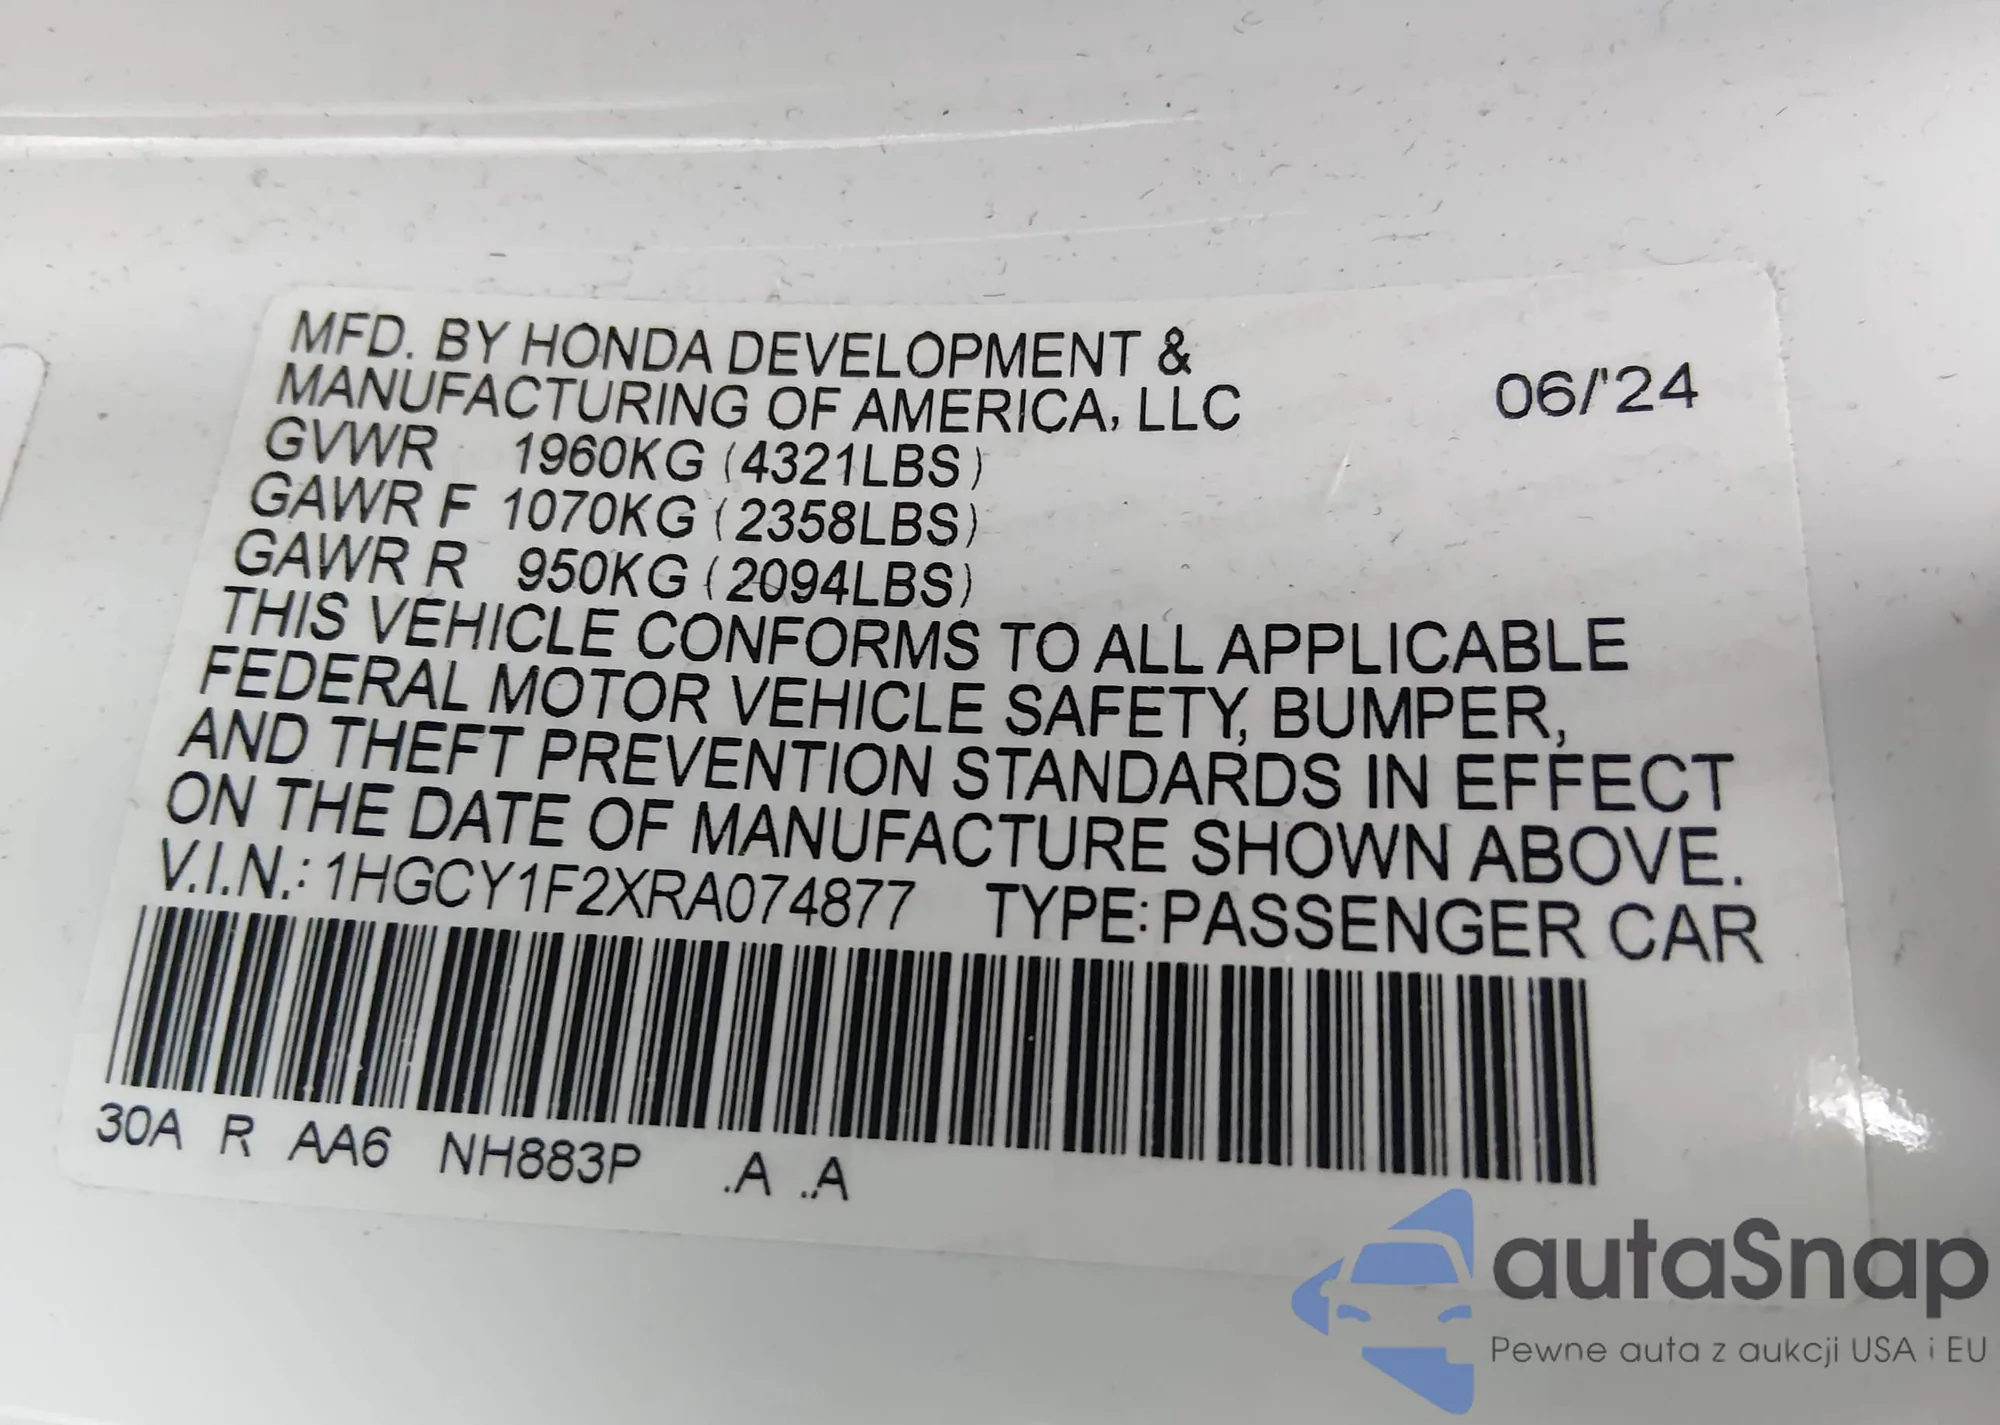 MFD. BY HONDA DEVELOPMENT &
MANUFACTURING OF AMERICA, LLC
06/'24
GVWR 1960KG (4321LBS)
GAWR F 1070KG (2358LBS)
GAWR R 950KG (2094LBS)
THIS VEHICLE CONFORMS TO ALL APPLICABLE
FEDERAL MOTOR VEHICLE SAFETY, BUMPER,
AND THEFT PREVENTION STANDARDS IN EFFECT
ON THE DATE OF MANUFACTURE SHOWN ABOVE.
V.I.N.: 1HGCY1F2XRA074877 TYPE: PASSENGER CAR
30A R AA6 NH883P .A ..A
autaSnap
Pewne auta z aukcji USA i EU